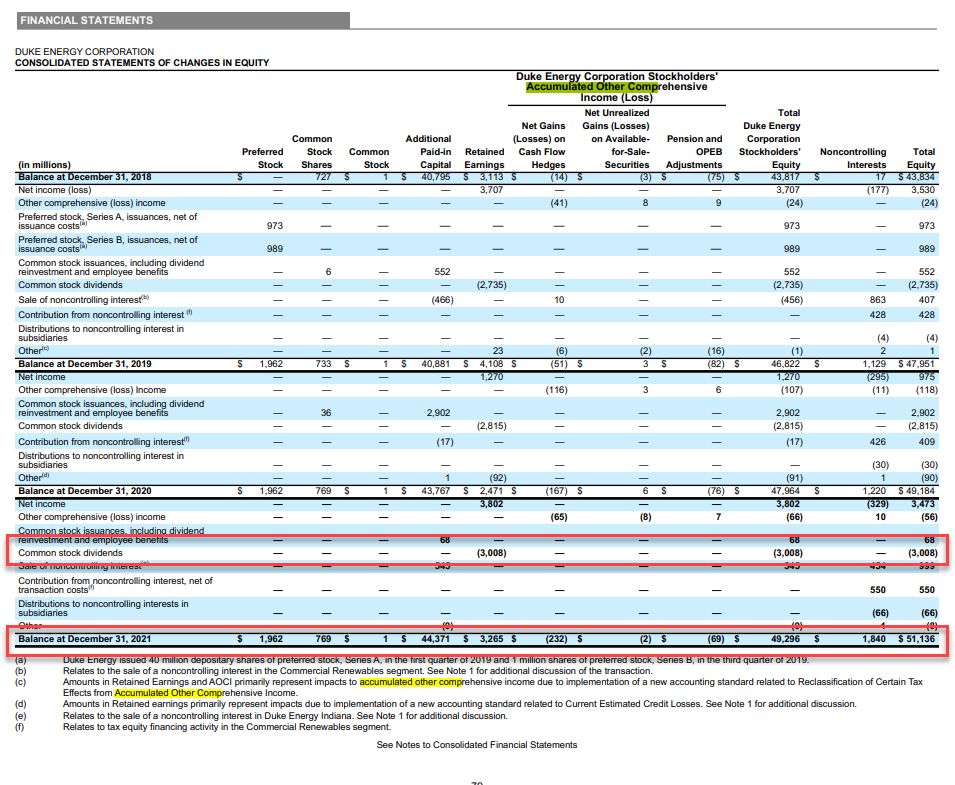 FINANCIAL STATEMENTS
DUKE ENERGY CORPORATION
CONSOLIDATED STATEMENTS OF CHANGES IN EQUITY
Duke Energy Corporation Stockholders'
Accumulated Other Comprehensive
Income (Loss)
Net Unrealized Total
Net Gains Gains (Losses) Duke Energy
Common Additional (Losses) on on Available- Pension and Corporation
Preferred Stock Common Paid-in Retained Cash Flow for-Sale- OPEB Stockholders' Noncontrolling Total
(in millions) Stock Shares Stock Capital Earnings Hedges Securities Adjustments Equity Interests Equity
Balance at December 31, 2018 $ — 727 $ 1 $ 40,795 $ 3,113 $ (14) $ (3) $ (75) $ 43,817 $ 17 $ 43,834
Net income (loss) — — — — 3,707 — — — 3,707 (177) 3,530
Other comprehensive (loss) income — — — — — (41) 8 9 (24) — (24)
Preferred stock, Series A, issuances, net of
issuance costs(a) 973 — — — — — — — 973 — 973
Preferred stock, Series B, issuances, net of
issuance costs(a) 989 — — — — — — — 989 — 989
Common stock issuances, including dividend
reinvestment and employee benefits — 6 — 552 — — — — 552 — 552
Common stock dividends — — — — (2,735) — — — (2,735) — (2,735)
Sale of noncontrolling interest(b) — — — (466) — 10 — — (456) 863 407
Contribution from noncontrolling interest (f) — — — — — — — — — 428 428
Distributions to noncontrolling interest in
subsidiaries — — — — — — — — — (4) (4)
Other(c) — — — — 23 (6) (2) (16) (1) 2 1
Balance at December 31, 2019 $ 1,962 733 $ 1 $ 40,881 $ 4,108 $ (51) $ 3 $ (82) $ 46,822 $ 1,129 $ 47,951
Net income — — — — 1,270 — — — 1,270 (295) 975
Other comprehensive (loss) Income — — — — — (116) 3 6 (107) (11) (118)
Common stock issuances, including dividend
reinvestment and employee benefits — 36 — 2,902 — — — — 2,902 — 2,902
Common stock dividends — — — — (2,815) — — — (2,815) — (2,815)
Contribution from noncontrolling interest(f) — — — (17) — — — — (17) 426 409
Distributions to noncontrolling interest in
subsidiaries — — — — — — — — — (30) (30)
Other(d) — — — 1 (92) — — — (91) 1 (90)
Balance at December 31, 2020 $ 1,962 769 $ 1 $ 43,767 $ 2,471 $ (167) $ 6 $ (76) $ 47,964 $ 1,220 $ 49,184
Net income — — — — 3,802 — — — 3,802 (329) 3,473
Other comprehensive (loss) income — — — — — (65) (8) 7 (66) 10 (56)
Common stock issuances, including dividend
reinvestment and employee benefits — — — 68 — — — — 68 — 68
Common stock dividends — — — — (3,008) — — — (3,008) — (3,008)
Sale of noncontrolling interest(e) — — — 545 — — — — 545 454 999
Contribution from noncontrolling interest, net of
transaction costs(f) — — — — — — — — — 550 550
Distributions to noncontrolling interests in
subsidiaries — — — — — — — — — (66) (66)
Other — — — (9) — — — — (9) 1 (8)
Balance at December 31, 2021 $ 1,962 769 $ 1 $ 44,371 $ 3,265 $ (232) $ (2) $ (69) $ 49,296 $ 1,840 $ 51,136
(a) Duke Energy issued 40 million depositary shares of preferred stock, Series A, in the first quarter of 2019 and 1 million shares of preferred stock, Series B, in the third quarter of 2019.
(b) Relates to the sale of a noncontrolling interest in the Commercial Renewables segment. See Note 1 for additional discussion of the transaction.
(c) Amounts in Retained Earnings and AOCI primarily represent impacts to accumulated other comprehensive income due to implementation of a new accounting standard related to Reclassification of Certain Tax
Effects from Accumulated Other Comprehensive Income.
(d) Amounts in Retained earnings primarily represent impacts due to implementation of a new accounting standard related to Current Estimated Credit Losses. See Note 1 for additional discussion.
(e) Relates to the sale of a noncontrolling interest in Duke Energy Indiana. See Note 1 for additional discussion.
(f) Relates to tax equity financing activity in the Commercial Renewables segment.
See Notes to Consolidated Financial Statements